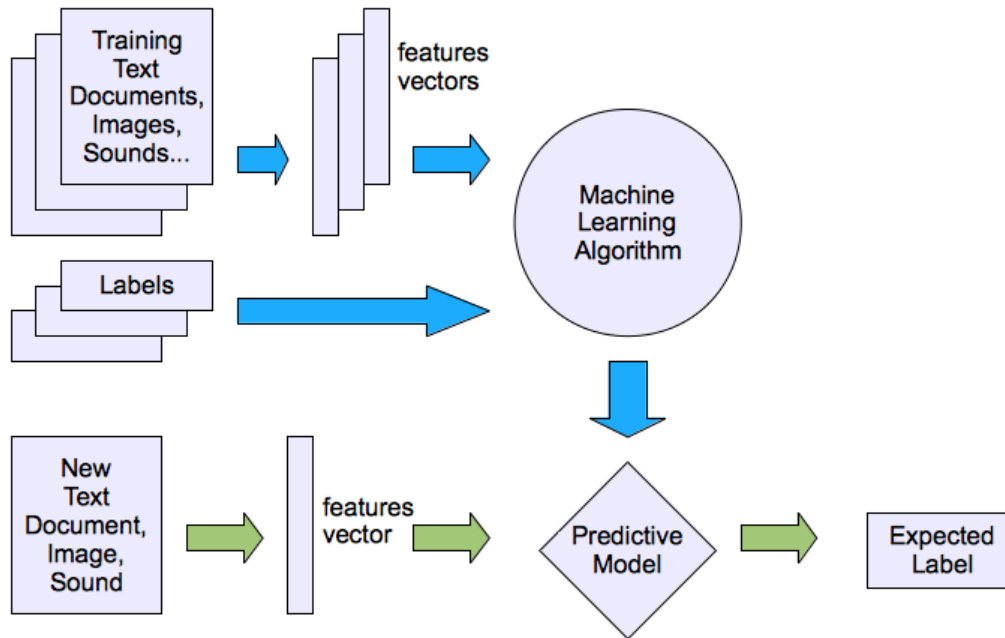 Training
Text
Documents,
Images,
Sounds...
features
vectors
Machine
Learning
Algorithm
Labels
New
Text
Document,
Image,
Sound
features
vector
Predictive
Model
Expected
Label